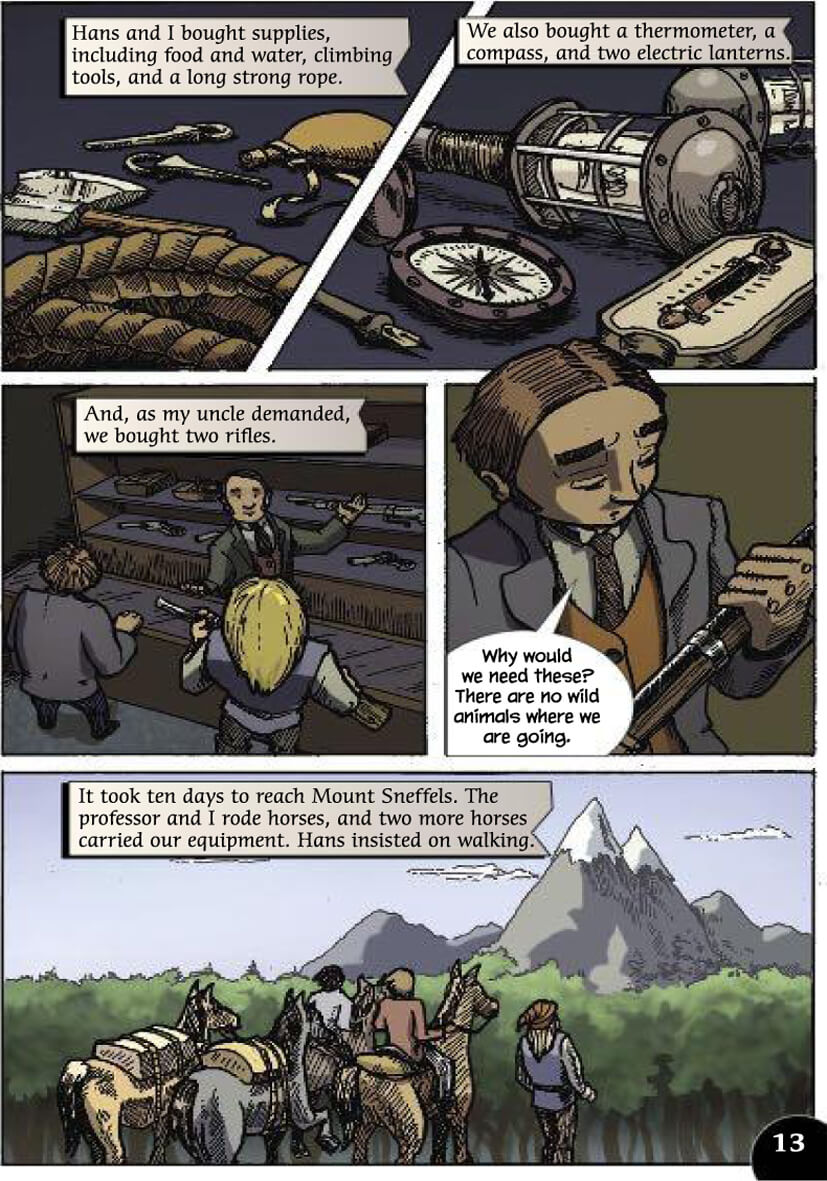 Hans and I bought supplies,
including food and water, climbing
tools, and a long strong rope.
We also bought a thermometer, a
compass, and two electric lanterns.
And, as my uncle demanded,
we bought two rifles.
Why would
we need these?
There are no wild
animals where we
are going.
It took ten days to reach Mount Sneffels. The
professor and I rode horses, and two more horses
carried our equipment. Hans insisted on walking.
13